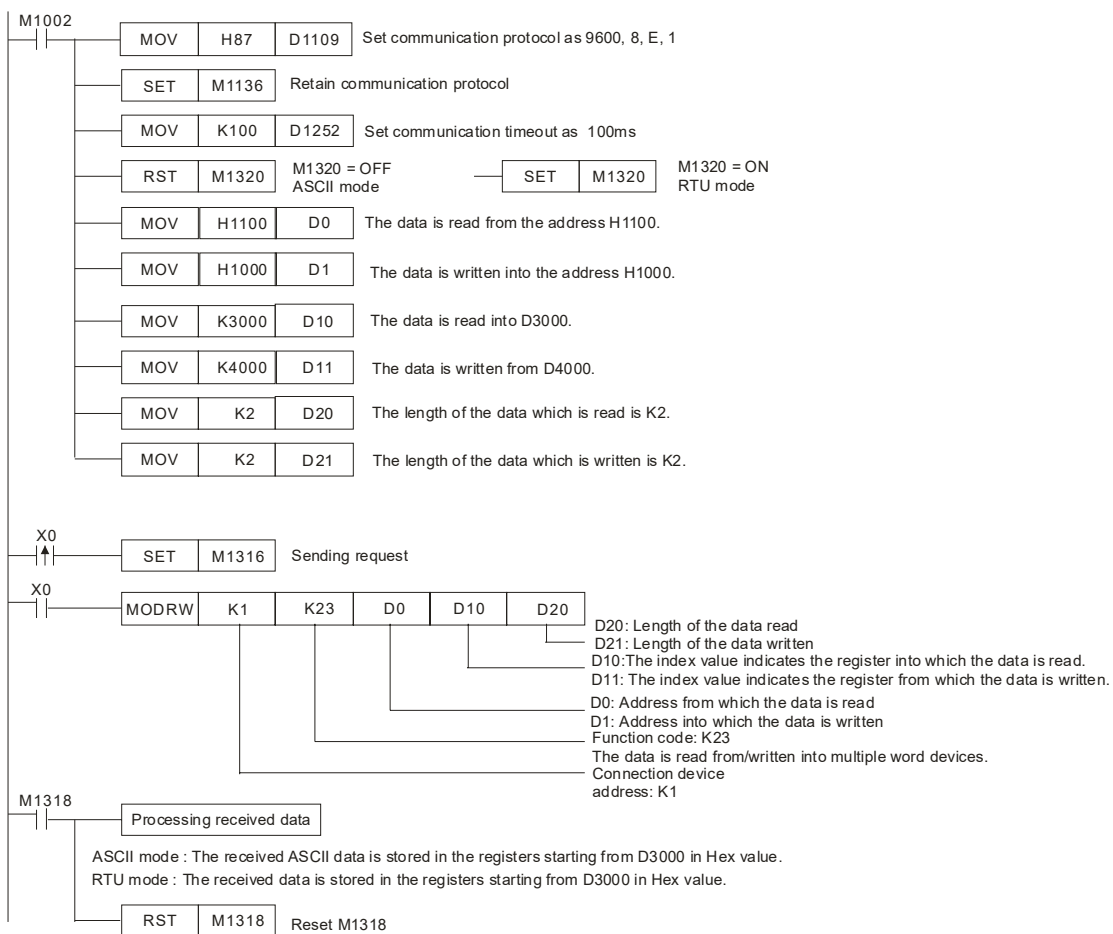 M1002
MOV H87 D1109 Set communication protocol as 9600, 8, E, 1
SET M1136 Retain communication protocol
MOV K100 D1252 Set communication timeout as 100ms
RST M1320 M1320 = OFF
ASCII mode
SET M1320 M1320 = ON
RTU mode
MOV H1100 D0 The data is read from the address H1100.
MOV H1000 D1 The data is written into the address H1000.
MOV K3000 D10 The data is read into D3000.
MOV K4000 D11 The data is written from D4000.
MOV K2 D20 The length of the data which is read is K2.
MOV K2 D21 The length of the data which is written is K2.
X0
SET M1316 Sending request
X0
MODRW K1 K23 D0 D10 D20
D20: Length of the data read
D21: Length of the data written
D10:The index value indicates the register into which the data is read.
D11: The index value indicates the register from which the data is written.
D0: Address from which the data is read
D1: Address into which the data is written
Function code: K23
The data is read from/written into multiple word devices.
Connection device
address: K1
M1318
Processing received data
ASCII mode : The received ASCII data is stored in the registers starting from D3000 in Hex value.
RTU mode : The received data is stored in the registers starting from D3000 in Hex value.
RST M1318 Reset M1318